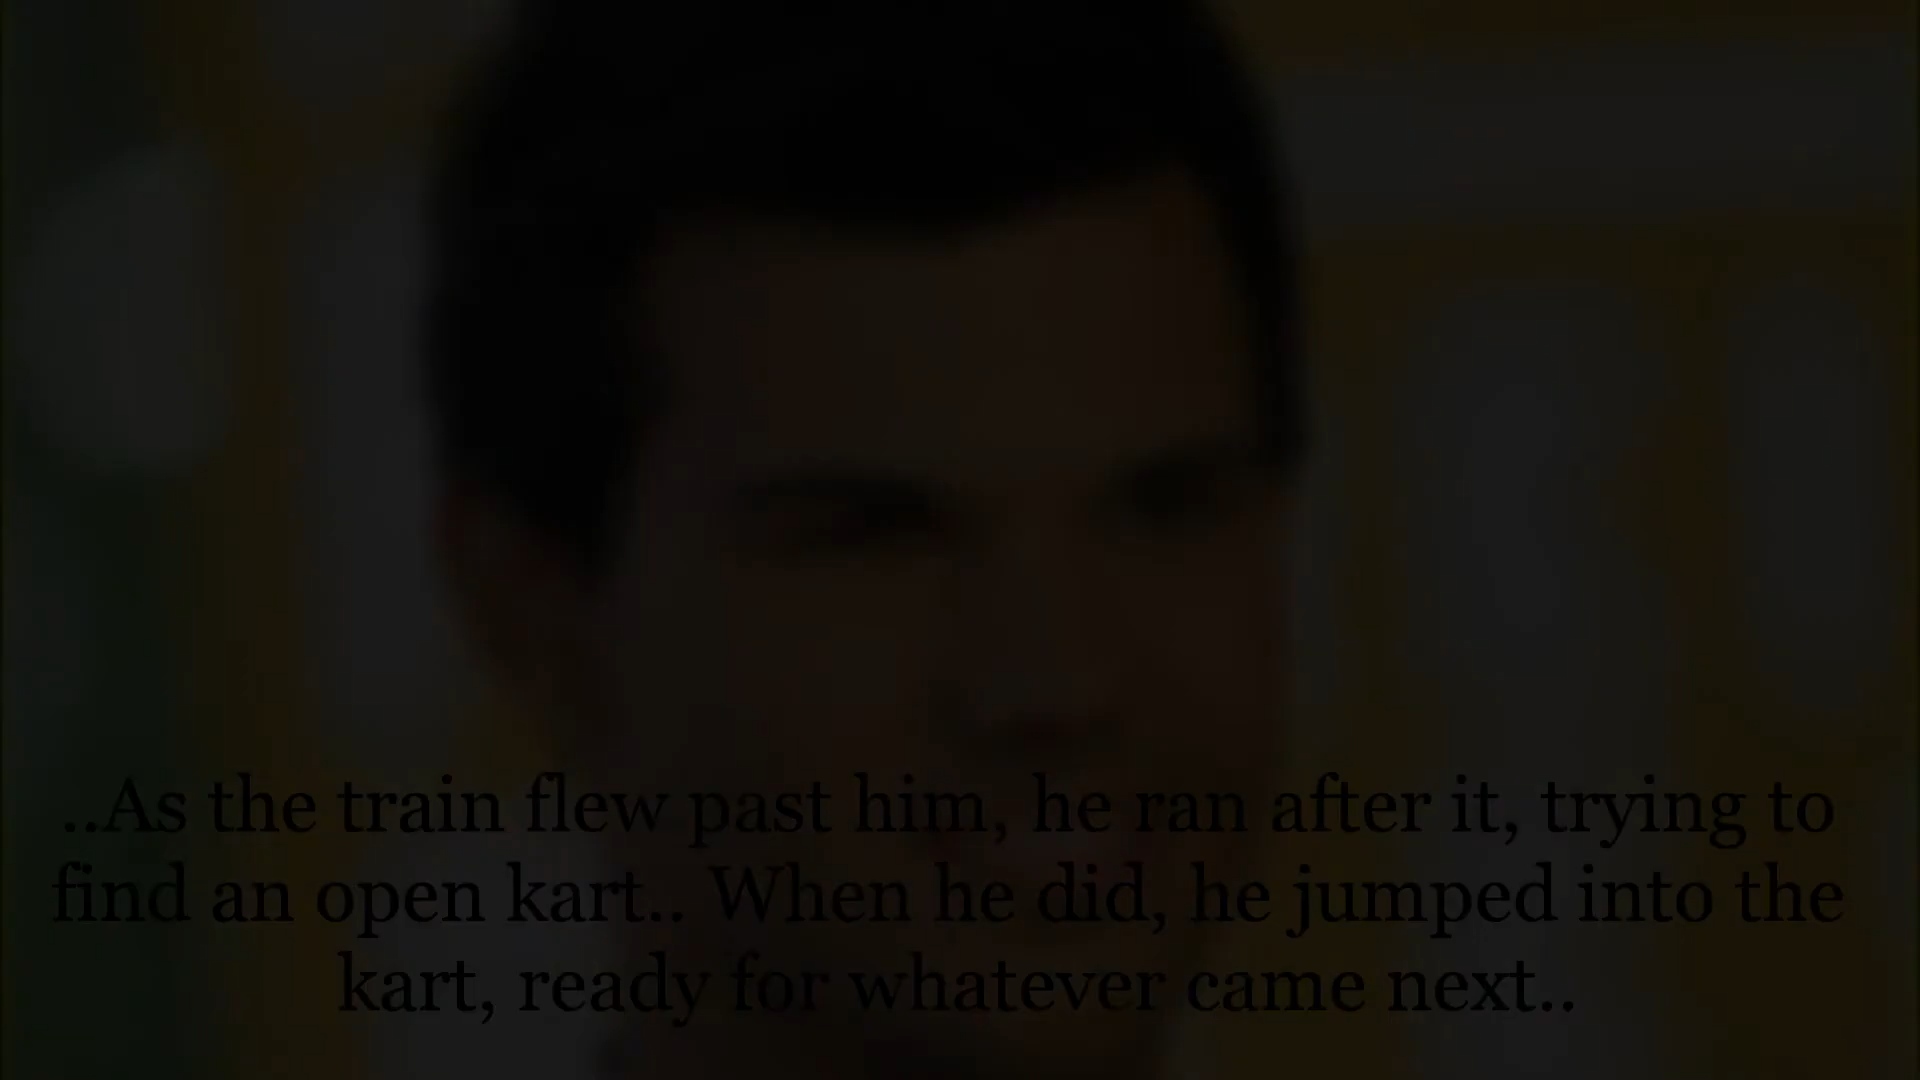 ..As the train flew past him, he ran after it, trying to
find an open kart.. When he did, he jumped into the
kart, ready for whatever came next..